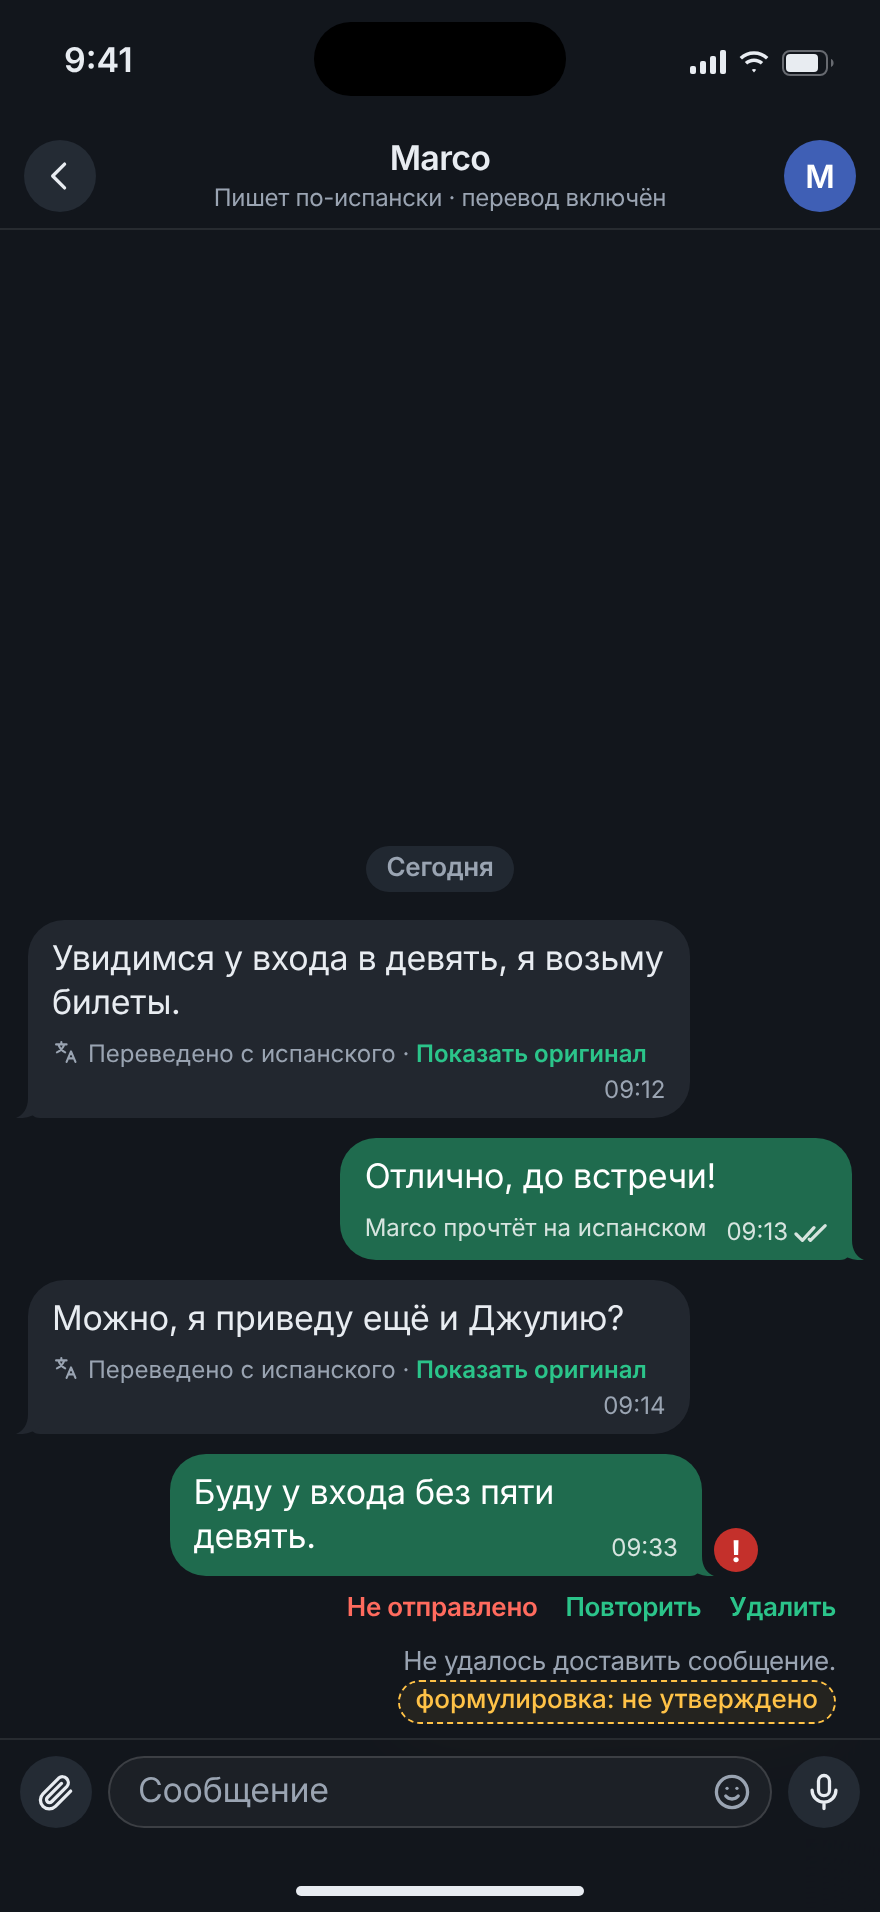 9:41
Marco
Пишет по-испански · перевод включён
M
Сегодня
Увидимся у входа в девять, я возьму
билеты.
Переведено с испанского · Показать оригинал
09:12
Отлично, до встречи!
Marco прочтёт на испанском 09:13
Можно, я приведу ещё и Джулию?
Переведено с испанского · Показать оригинал
09:14
Буду у входа без пяти
девять. 09:33
Не отправлено Повторить Удалить
Не удалось доставить сообщение.
формулировка: не утверждено
Сообщение